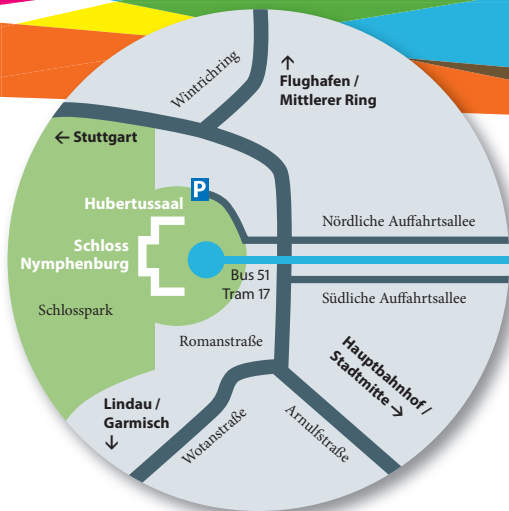 Wintrichring
↑
Flughafen /
Mittlerer Ring
← Stuttgart
P
Hubertussaal
Schloss
Nymphenburg
Schlosspark
Nördliche Auffahrtsallee
Bus 51
Tram 17
Südliche Auffahrtsallee
Romanstraße
Hauptbahnhof /
Stadtmitte →
Lindau /
Garmisch
↓
Wotanstraße
Arnulfstraße